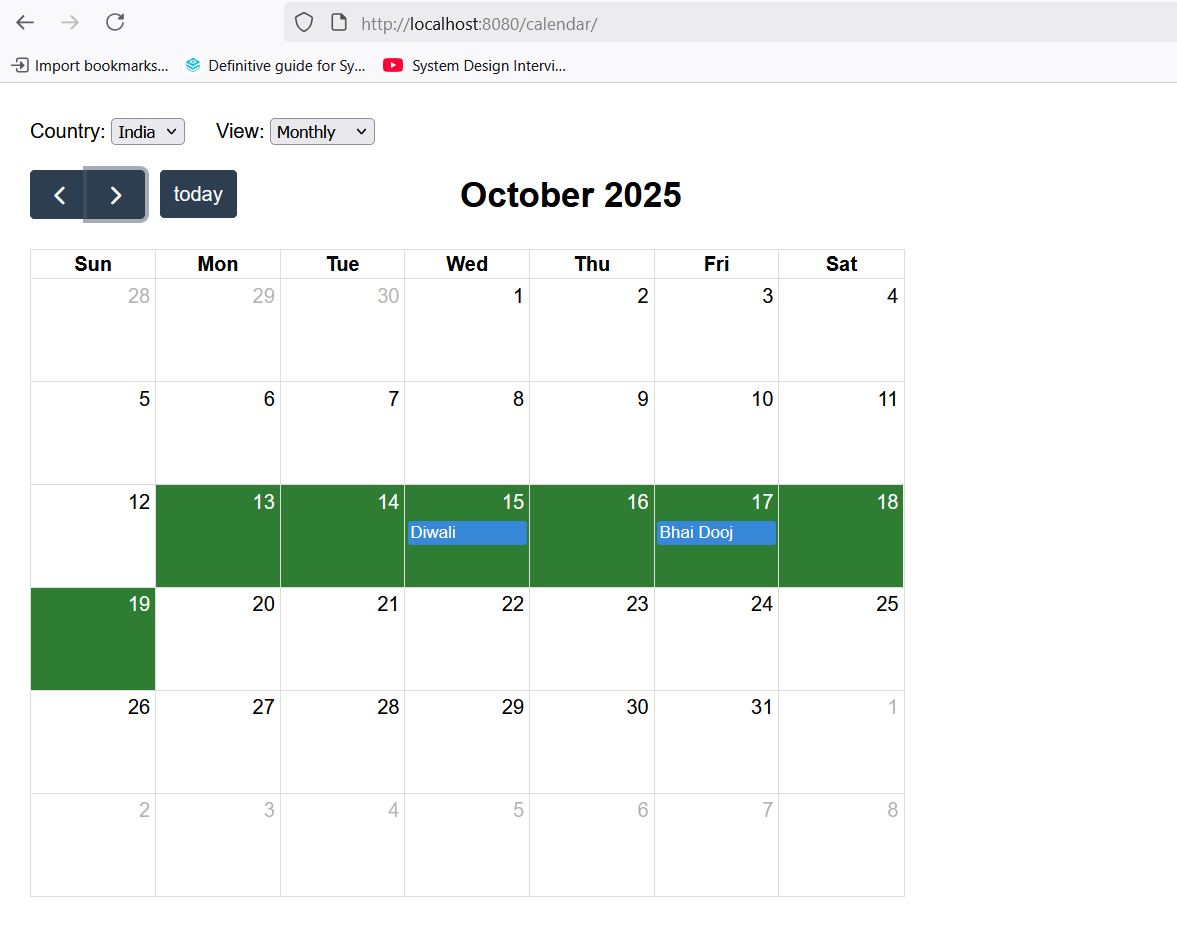 http://localhost:8080/calendar/
Import bookmarks... Definitive guide for Sy... System Design Intervi...
Country: India View: Monthly
today October 2025
Sun Mon Tue Wed Thu Fri Sat
28 29 30 1 2 3 4
5 6 7 8 9 10 11
12 13 14 15 16 17 18
Diwali Bhai Dooj
19 20 21 22 23 24 25
26 27 28 29 30 31 1
2 3 4 5 6 7 8